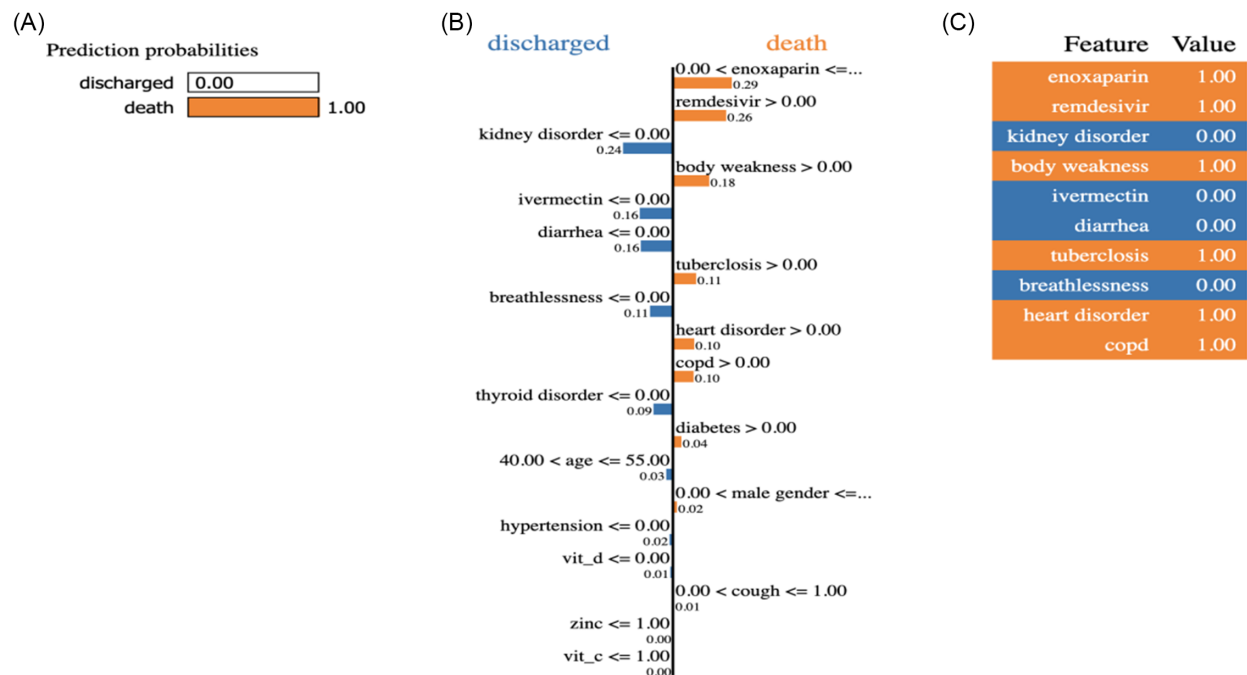 (A)
Prediction probabilities
discharged 0.00
death 1.00
(B)
discharged death
0.00 < enoxaparin <=...
0.29
remdesivir > 0.00
0.26
kidney disorder <= 0.00
0.24
body weakness > 0.00
0.18
ivermectin <= 0.00
0.16
diarrhea <= 0.00
0.16
tuberclosis > 0.00
0.11
breathlessness <= 0.00
0.11
heart disorder > 0.00
0.10
copd > 0.00
0.10
thyroid disorder <= 0.00
0.09
diabetes > 0.00
0.04
40.00 < age <= 55.00
0.03
0.00 < male gender <=...
0.02
hypertension <= 0.00
0.02
vit_d <= 0.00
0.01
0.00 < cough <= 1.00
0.01
zinc <= 1.00
0.00
vit_c <= 1.00
0.00
(C)
Feature Value
enoxaparin 1.00
remdesivir 1.00
kidney disorder 0.00
body weakness 1.00
ivermectin 0.00
diarrhea 0.00
tuberclosis 1.00
breathlessness 0.00
heart disorder 1.00
copd 1.00